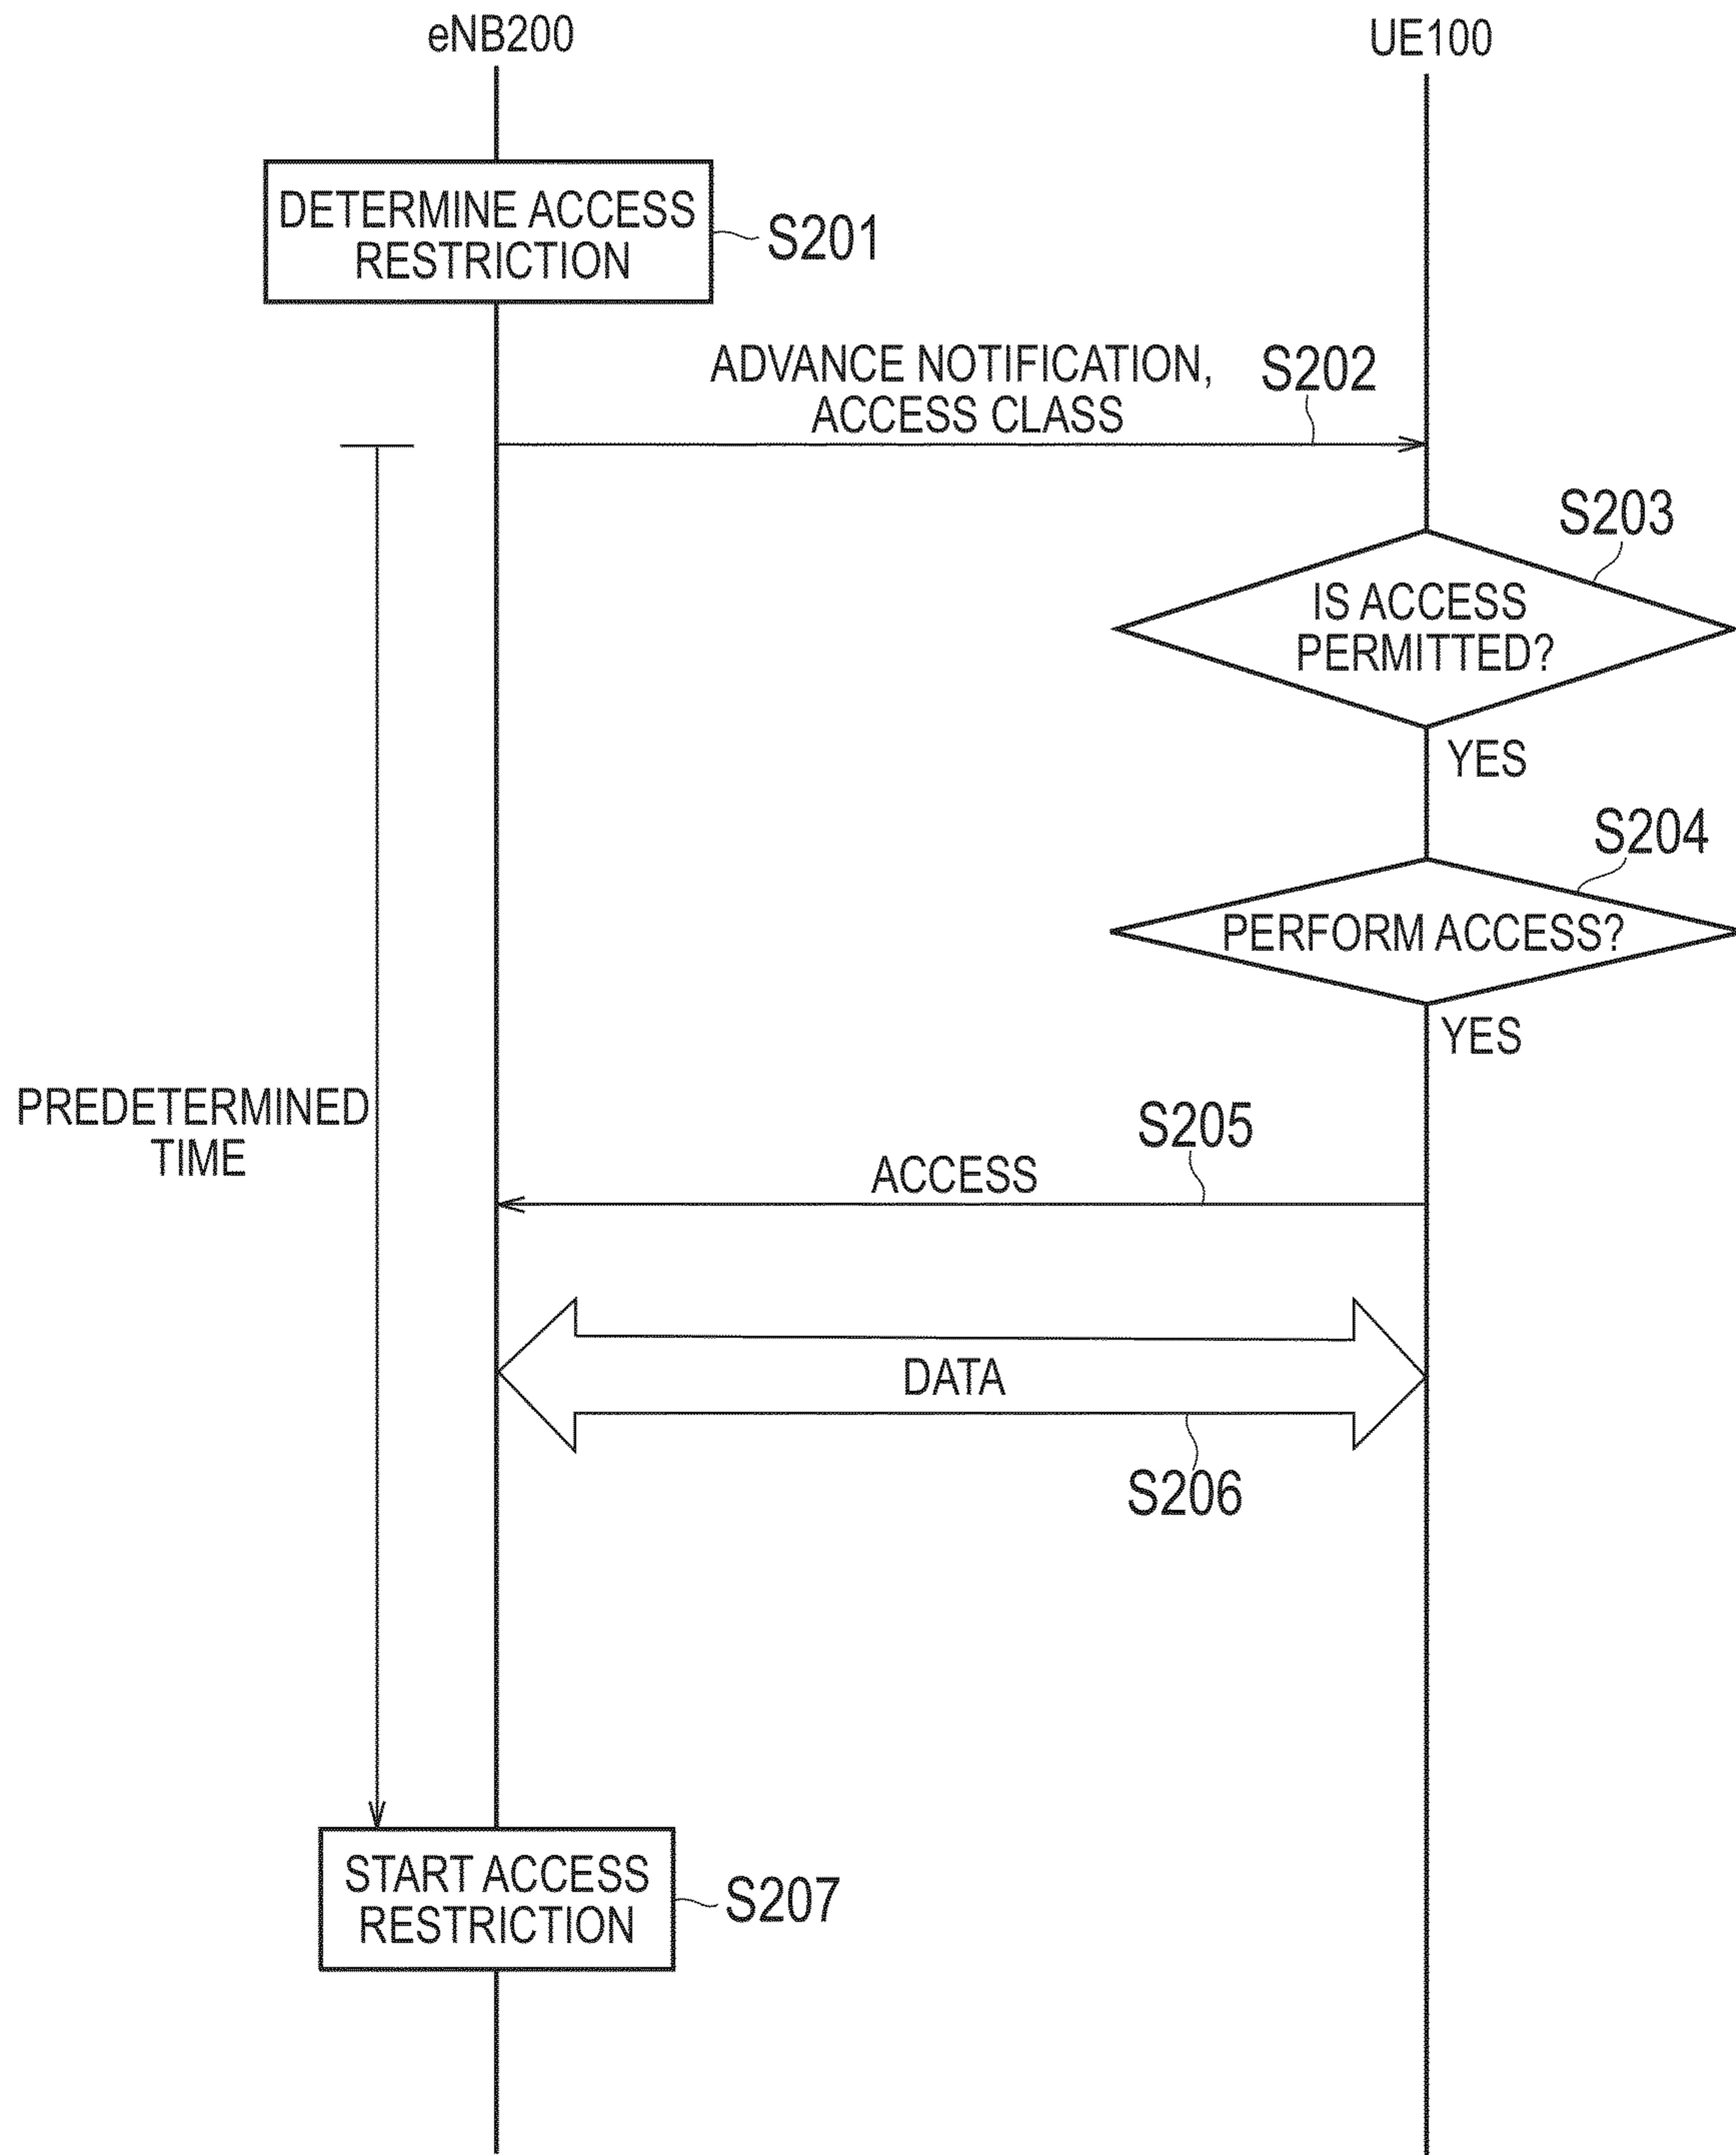 eNB200
UE100
DETERMINE ACCESS
RESTRICTION
S201
ADVANCE NOTIFICATION,
ACCESS CLASS
S202
S203
IS ACCESS
PERMITTED?
YES
S204
PERFORM ACCESS?
YES
PREDETERMINED
TIME
S205
ACCESS
DATA
S206
START ACCESS
RESTRICTION
S207